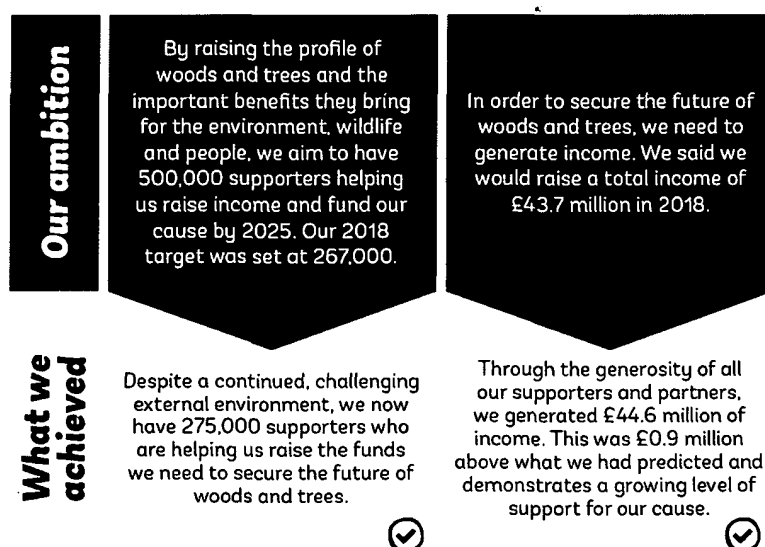 Our ambition
By raising the profile of
woods and trees and the
important benefits they bring
for the environment, wildlife
and people, we aim to have
500,000 supporters helping
us raise income and fund our
cause by 2025. Our 2018
target was set at 267,000.
In order to secure the future of
woods and trees, we need to
generate income. We said we
would raise a total income of
£43.7 million in 2018.
What we
achieved
Despite a continued, challenging
external environment, we now
have 275,000 supporters who
are helping us raise the funds
we need to secure the future of
woods and trees.
Through the generosity of all
our supporters and partners,
we generated £44.6 million of
income. This was £0.9 million
above what we had predicted and
demonstrates a growing level of
support for our cause.